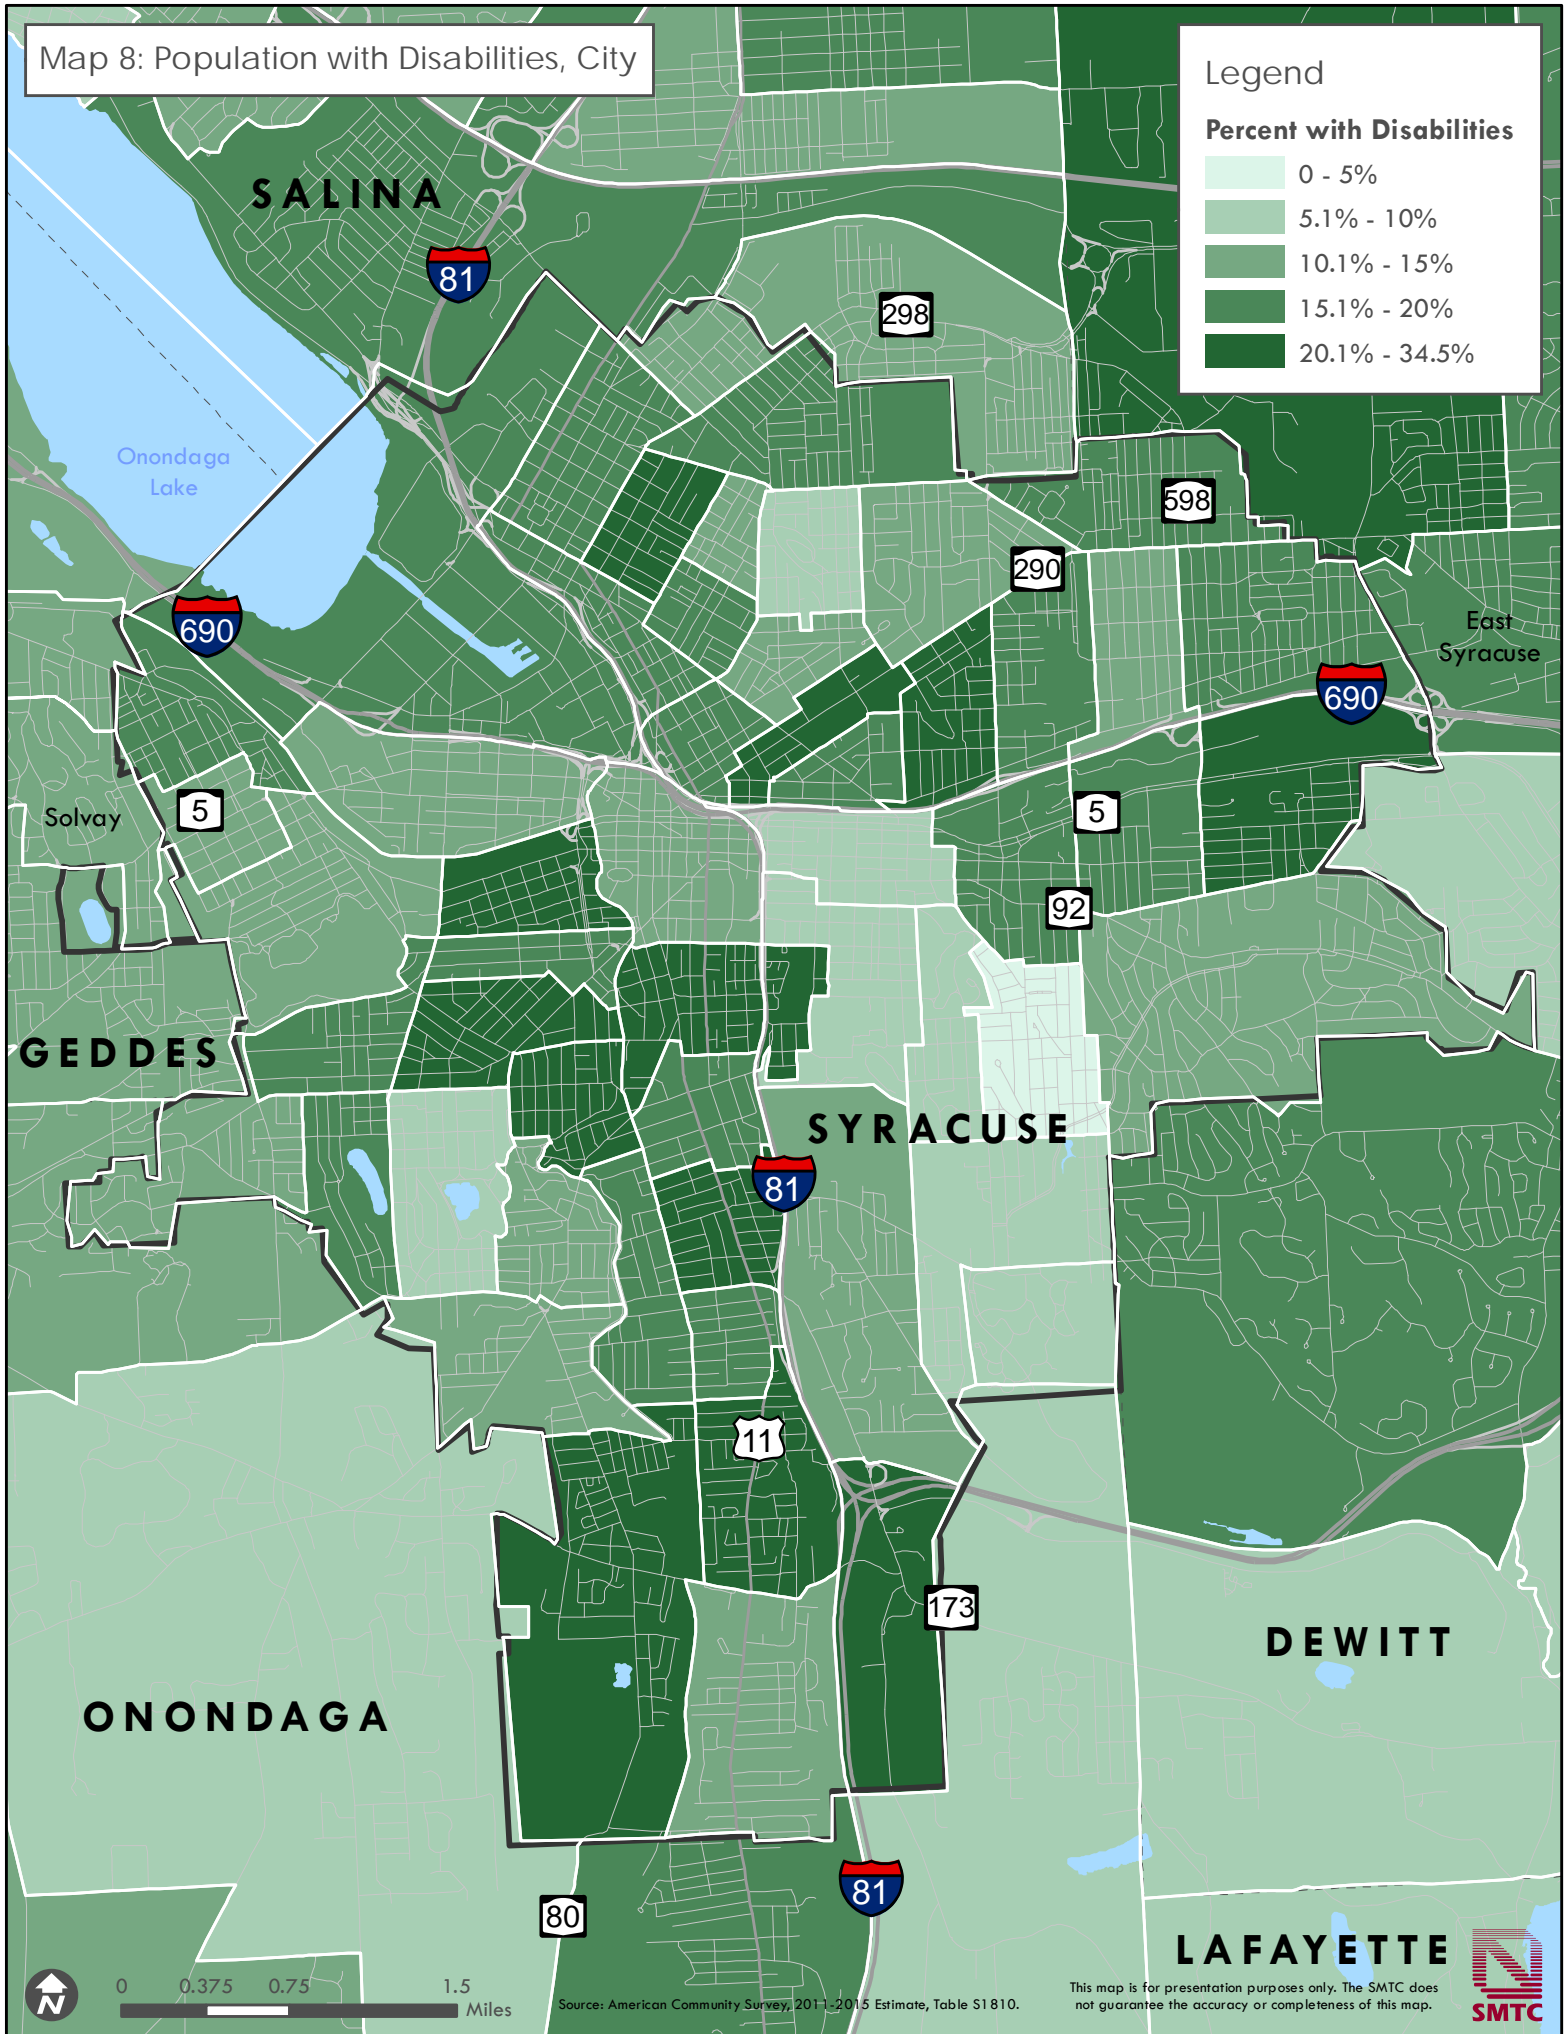 Map 8: Population with Disabilities, City
Legend
Percent with Disabilities
0 - 5%
5.1% - 10%
10.1% - 15%
15.1% - 20%
20.1% - 34.5%
SALINA
81
298
Onondaga
Lake
598
290
690
East
Syracuse
690
Solvay
5
5
92
GEDDES
SYRACUSE
81
11
173
DEWITT
ONONDAGA
81
80
LAFAYETTE
N
0 0.375 0.75 1.5
Miles
Source: American Community Survey, 2011-2015 Estimate, Table S1810.
This map is for presentation purposes only. The SMTC does
not guarantee the accuracy or completeness of this map.
SMTC